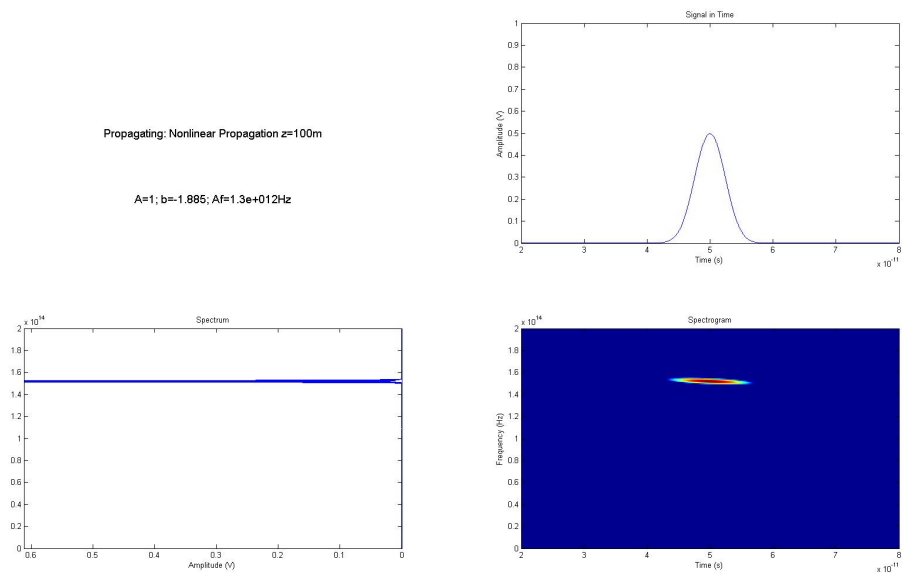 Signal in Time
1
0.9
0.8
0.7
0.6
0.5
0.4
0.3
0.2
0.1
0
Amplitude (V)
2 3 4 5 6 7 8
Time (s)
x 10^-11
Propagating: Nonlinear Propagation z=100m
A=1; b=-1.885; Af=1.3e+012Hz
Spectrum
x 10^14
2
1.8
1.6
1.4
1.2
1
0.8
0.6
0.4
0.2
0
0.6 0.5 0.4 0.3 0.2 0.1 0
Amplitude (V)
Spectrogram
x 10^14
2
1.8
1.6
1.4
1.2
1
0.8
0.6
0.4
0.2
0
Frequency (Hz)
2 3 4 5 6 7 8
Time (s)
x 10^-11